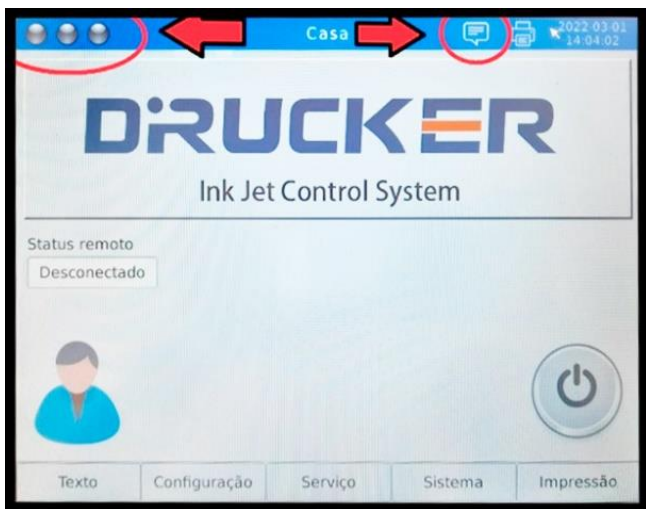 Casa
2022-03-01
14:04:02
DRUCKER
Ink Jet Control System
Status remoto
Desconectado
Texto
Configuração
Serviço
Sistema
Impressão